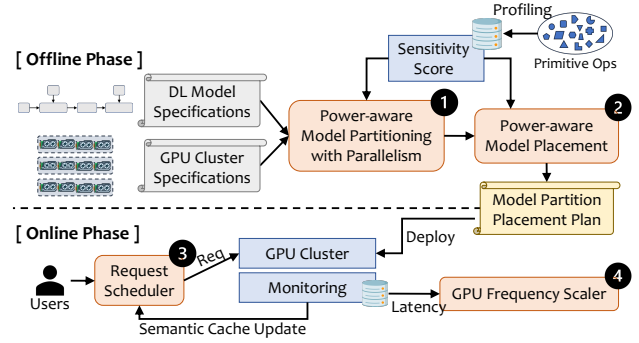 Profiling
[ Offline Phase ]
Sensitivity
Score
Primitive Ops
DL Model
Specifications
1
2
Power-aware
Model Partitioning
with Parallelism
Power-aware
Model Placement
GPU Cluster
Specifications
Model Partition
Placement Plan
[ Online Phase ]
3
Deploy
Req
GPU Cluster
Request
Scheduler
Users
Monitoring
4
GPU Frequency Scaler
Latency
Semantic Cache Update